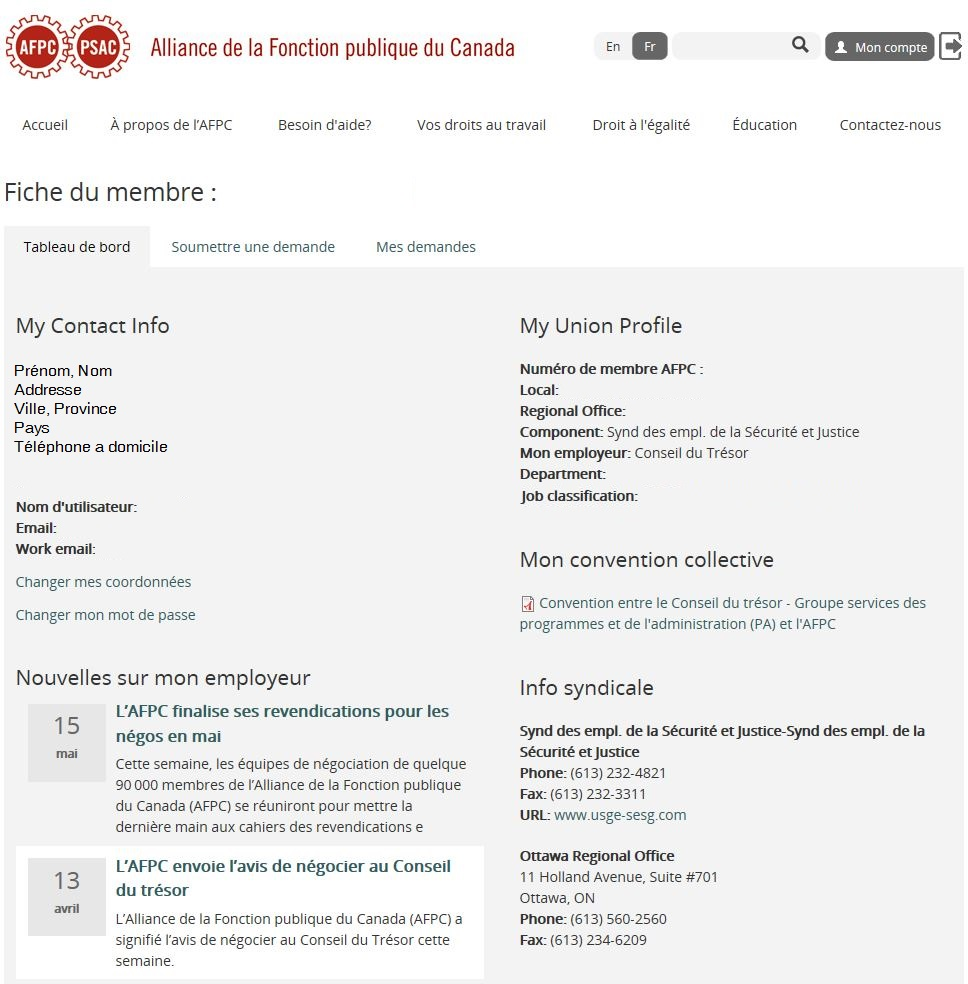 AFPC PSAC
Alliance de la Fonction publique du Canada
En Fr
Mon compte
Accueil À propos de l’AFPC Besoin d'aide? Vos droits au travail Droit à l'égalité Éducation Contactez-nous
Fiche du membre :
Tableau de bord Soumettre une demande Mes demandes
My Contact Info
Prénom, Nom
Addresse
Ville, Province
Pays
Téléphone a domicile
Nom d'utilisateur:
Email:
Work email:
Changer mes coordonnées
Changer mon mot de passe
Nouvelles sur mon employeur
15
mai
L’AFPC finalise ses revendications pour les
négos en mai
Cette semaine, les équipes de négociation de quelque
90 000 membres de l’Alliance de la Fonction publique
du Canada (AFPC) se réuniront pour mettre la
dernière main aux cahiers des revendications e
13
avril
L’AFPC envoie l’avis de négocier au Conseil
du trésor
L’Alliance de la Fonction publique du Canada (AFPC) a
signifié l’avis de négocier au Conseil du Trésor cette
semaine.
My Union Profile
Numéro de membre AFPC :
Local:
Regional Office:
Component: Synd des empl. de la Sécurité et Justice
Mon employeur: Conseil du Trésor
Department:
Job classification:
Mon convention collective
Convention entre le Conseil du trésor - Groupe services des
programmes et de l'administration (PA) et l'AFPC
Info syndicale
Synd des empl. de la Sécurité et Justice-Synd des empl. de la
Sécurité et Justice
Phone: (613) 232-4821
Fax: (613) 232-3311
URL: www.usge-sesg.com
Ottawa Regional Office
11 Holland Avenue, Suite #701
Ottawa, ON
Phone: (613) 560-2560
Fax: (613) 234-6209